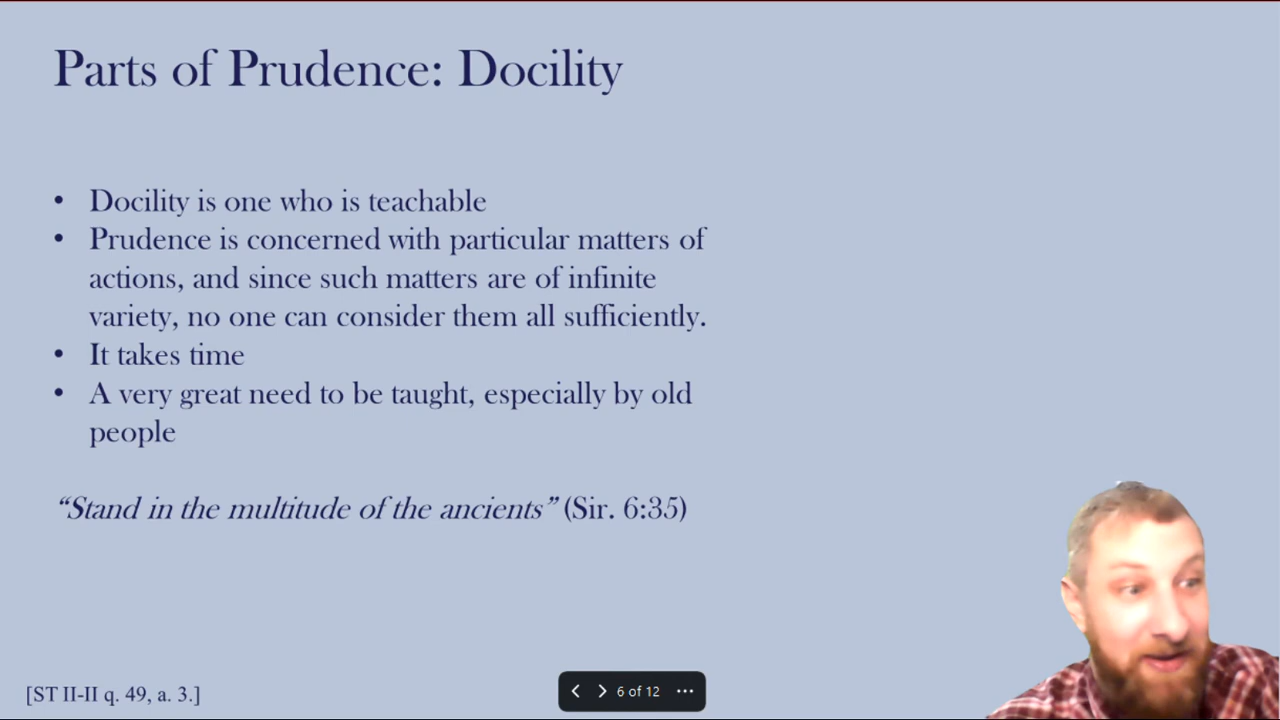 Parts of Prudence: Docility
• Docility is one who is teachable
• Prudence is concerned with particular matters of
actions, and since such matters are of infinite
variety, no one can consider them all sufficiently.
• It takes time
• A very great need to be taught, especially by old
people
“Stand in the multitude of the ancients” (Sir. 6:35)
[ST II-II q. 49, a. 3.]
6 of 12